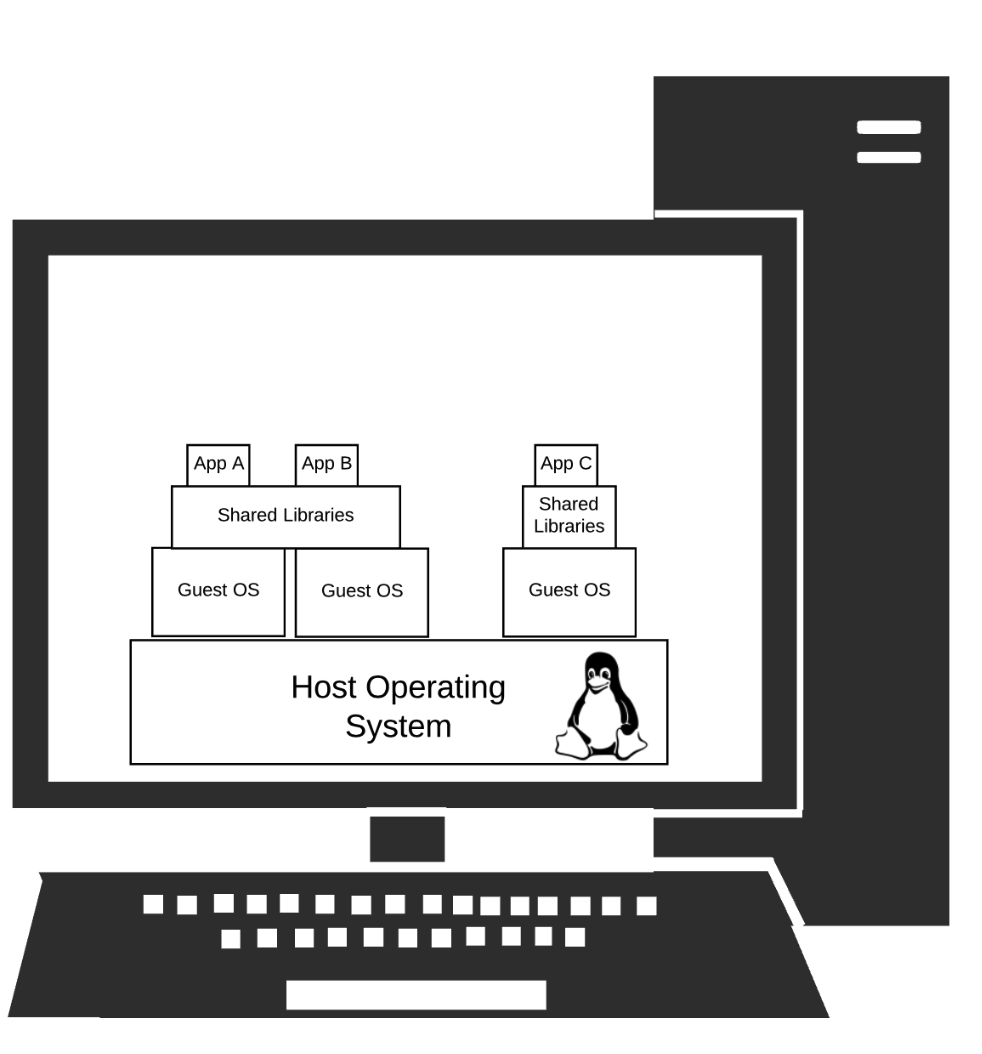 App A
App B
App C
Shared Libraries
Shared
Libraries
Guest OS
Guest OS
Guest OS
Host Operating
System